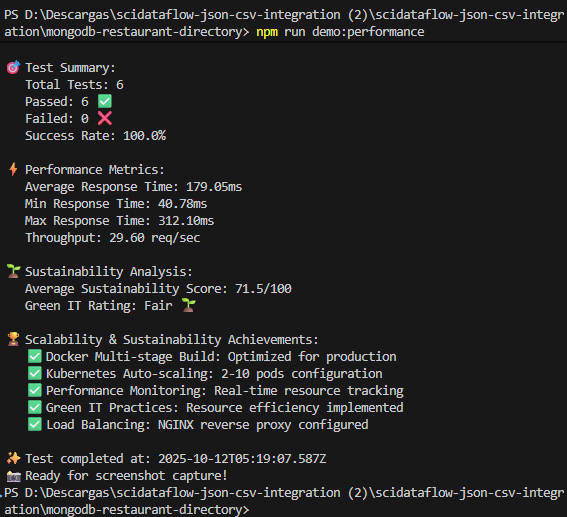 PS D:\Descargas\scidataflow-json-csv-integration (2)\scidataflow-json-csv-integr
ation\mongodb-restaurant-directory> npm run demo:performance
🎯 Test Summary:
Total Tests: 6
Passed: 6 ✅
Failed: 0 ❌
Success Rate: 100.0%
⚡ Performance Metrics:
Average Response Time: 179.05ms
Min Response Time: 40.78ms
Max Response Time: 312.10ms
Throughput: 29.60 req/sec
🌱 Sustainability Analysis:
Average Sustainability Score: 71.5/100
Green IT Rating: Fair 🌱
🏆 Scalability & Sustainability Achievements:
✅ Docker Multi-stage Build: Optimized for production
✅ Kubernetes Auto-scaling: 2-10 pods configuration
✅ Performance Monitoring: Real-time resource tracking
✅ Green IT Practices: Resource efficiency implemented
✅ Load Balancing: NGINX reverse proxy configured
✨ Test completed at: 2025-10-12T05:19:07.587Z
📸 Ready for screenshot capture!
PS D:\Descargas\scidataflow-json-csv-integration (2)\scidataflow-json-csv-integr
ation\mongodb-restaurant-directory>